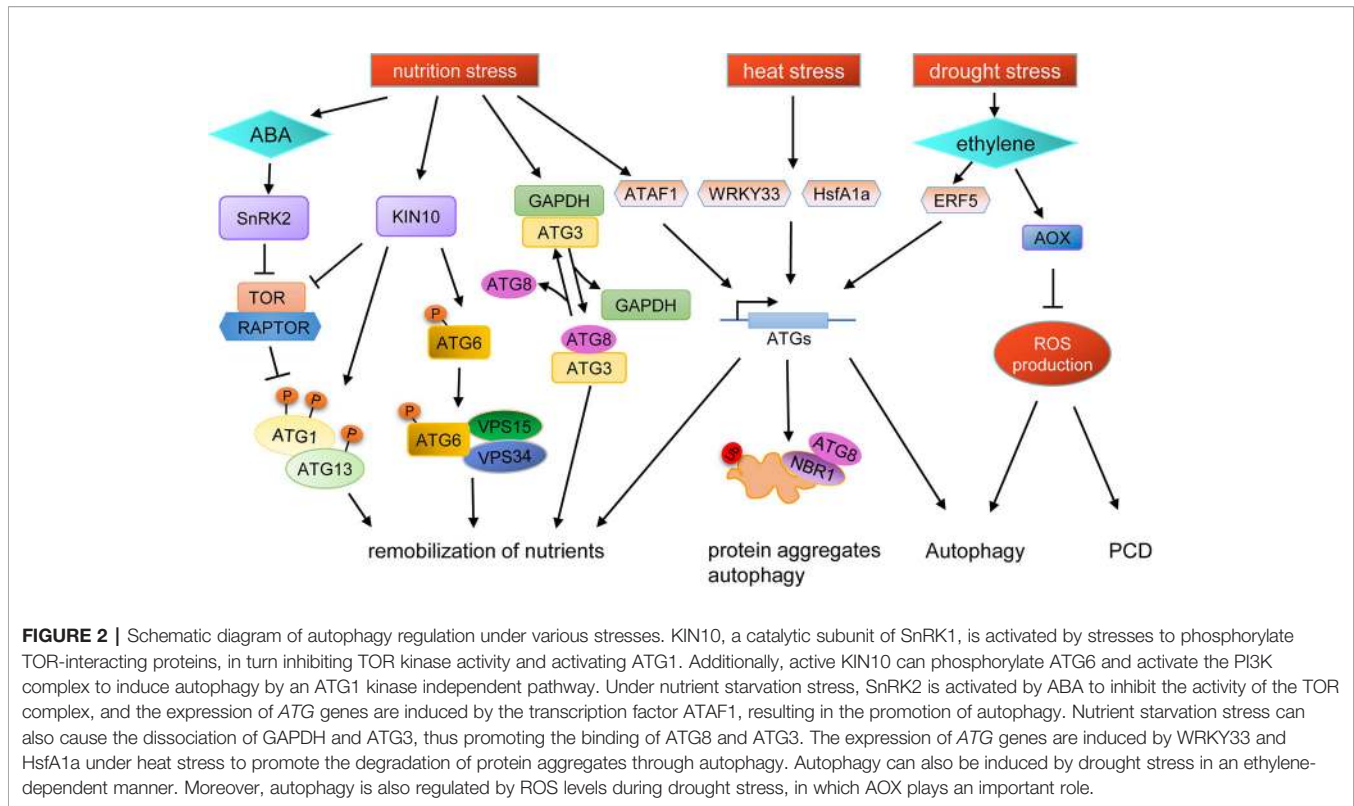 nutrition stress
heat stress
drought stress
ABA
ethylene
SnRK2
KIN10
GAPDH
ATG3
ATAF1
WRKY33
HsfA1a
ERF5
AOX
TOR
RAPTOR
ATG8
GAPDH
P
ATG6
ATG8
ATG3
ATGs
ROS
production
P
P
P
ATG1
ATG13
P
ATG6
VPS15
VPS34
ATG8
NBR1
remobilization of nutrients
protein aggregates
autophagy
Autophagy
PCD
FIGURE 2 | Schematic diagram of autophagy regulation under various stresses. KIN10, a catalytic subunit of SnRK1, is activated by stresses to phosphorylate
TOR-interacting proteins, in turn inhibiting TOR kinase activity and activating ATG1. Additionally, active KIN10 can phosphorylate ATG6 and activate the PI3K
complex to induce autophagy by an ATG1 kinase independent pathway. Under nutrient starvation stress, SnRK2 is activated by ABA to inhibit the activity of the TOR
complex, and the expression of ATG genes are induced by the transcription factor ATAF1, resulting in the promotion of autophagy. Nutrient starvation stress can
also cause the dissociation of GAPDH and ATG3, thus promoting the binding of ATG8 and ATG3. The expression of ATG genes are induced by WRKY33 and
HsfA1a under heat stress to promote the degradation of protein aggregates through autophagy. Autophagy can also be induced by drought stress in an ethylene-
dependent manner. Moreover, autophagy is also regulated by ROS levels during drought stress, in which AOX plays an important role.